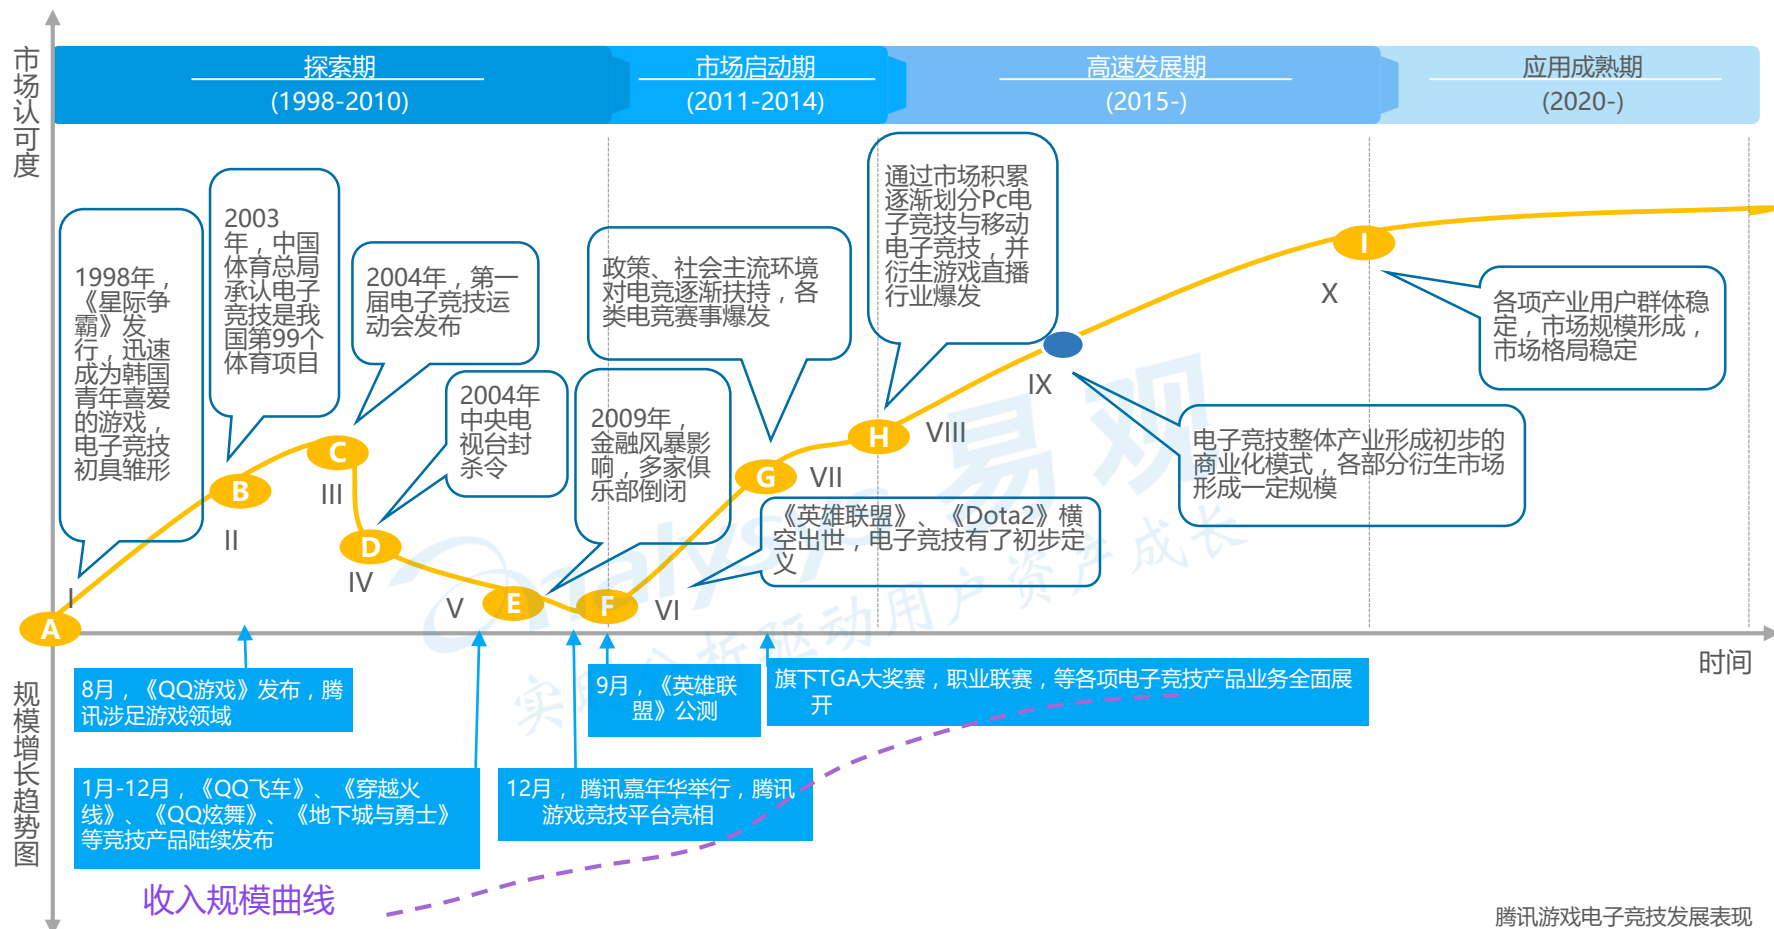 市场认可度
探索期
(1998-2010)
市场启动期
(2011-2014)
高速发展期
(2015-)
应用成熟期
(2020-)
1998年，
《星际争
霸》发
行，迅速
成为韩国
青年喜爱
的游戏，
电子竞技
初具雏形
2003
年，中国
体育总局
承认电子
竞技是我
国第99个
体育项目
2004年，第一
届电子竞技运
动会发布
2004年
中央电
视台封
杀令
2009年，
金融风暴影
响，多家俱
乐部倒闭
政策、社会主流环境
对电竞逐渐扶持，各
类电竞赛事爆发
通过市场积累
逐渐划分Pc电
子竞技与移动
电子竞技，并
衍生游戏直播
行业爆发
《英雄联盟》、《Dota2》横
空出世，电子竞技有了初步定
义
电子竞技整体产业形成初步的
商业化模式，各部分衍生市场
形成一定规模
各项产业用户群体稳
定，市场规模形成，
市场格局稳定
A
B
C
D
E
F
G
H
I
I
II
III
IV
V
VI
VII
VIII
IX
X
nalysys 易观
实时分析驱动用户资产成长
时间
规模增长趋势图
8月，《QQ游戏》发布，腾
讯涉足游戏领域
1月-12月，《QQ飞车》、《穿越火
线》、《QQ炫舞》、《地下城与勇士》
等竞技产品陆续发布
12月，腾讯嘉年华举行，腾讯
游戏竞技平台亮相
9月，《英雄联
盟》公测
旗下TGA大奖赛，职业联赛，等各项电子竞技产品业务全面展
开
收入规模曲线
腾讯游戏电子竞技发展表现